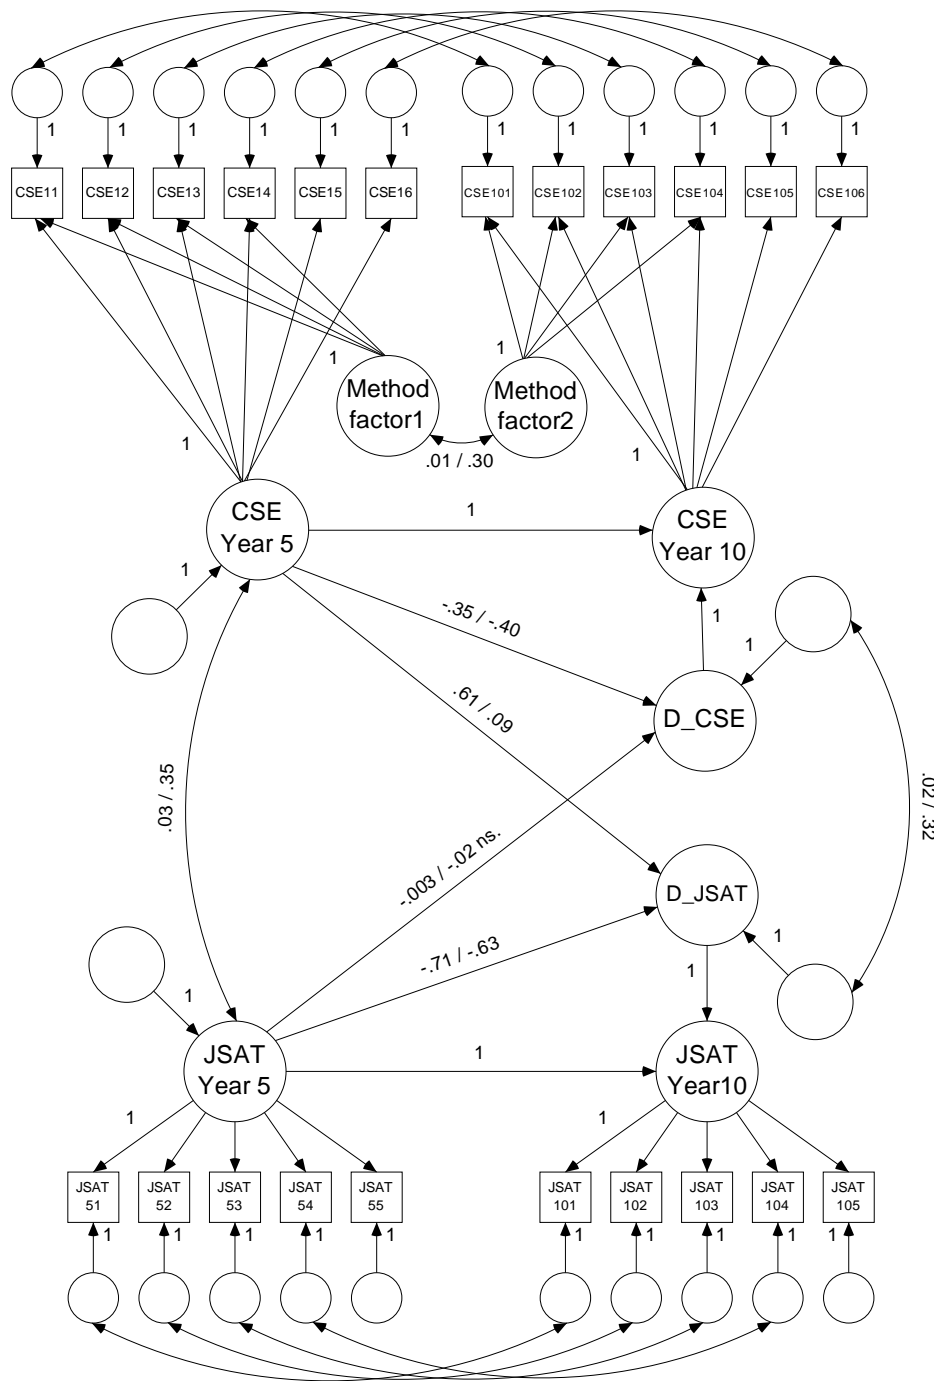 1 1 1 1 1 1 1 1 1 1 1 1
CSE11 CSE12 CSE13 CSE14 CSE15 CSE16 CSE101 CSE102 CSE103 CSE104 CSE105 CSE106
1 1
Method
factor1
Method
factor2
.01 / .30
1 1
CSE
Year 5
1
CSE
Year 10
1
-.35 / -.40
1
1
.61 / .09
D_CSE
.03 / .35
.02 / .32
-.003 / -.02 ns.
D_JSAT
-.71 / -.63
1
1
1
JSAT
Year 5
1
JSAT
Year10
1 1
JSAT
51
JSAT
52
JSAT
53
JSAT
54
JSAT
55
JSAT
101
JSAT
102
JSAT
103
JSAT
104
JSAT
105
1 1 1 1 1 1 1 1 1 1